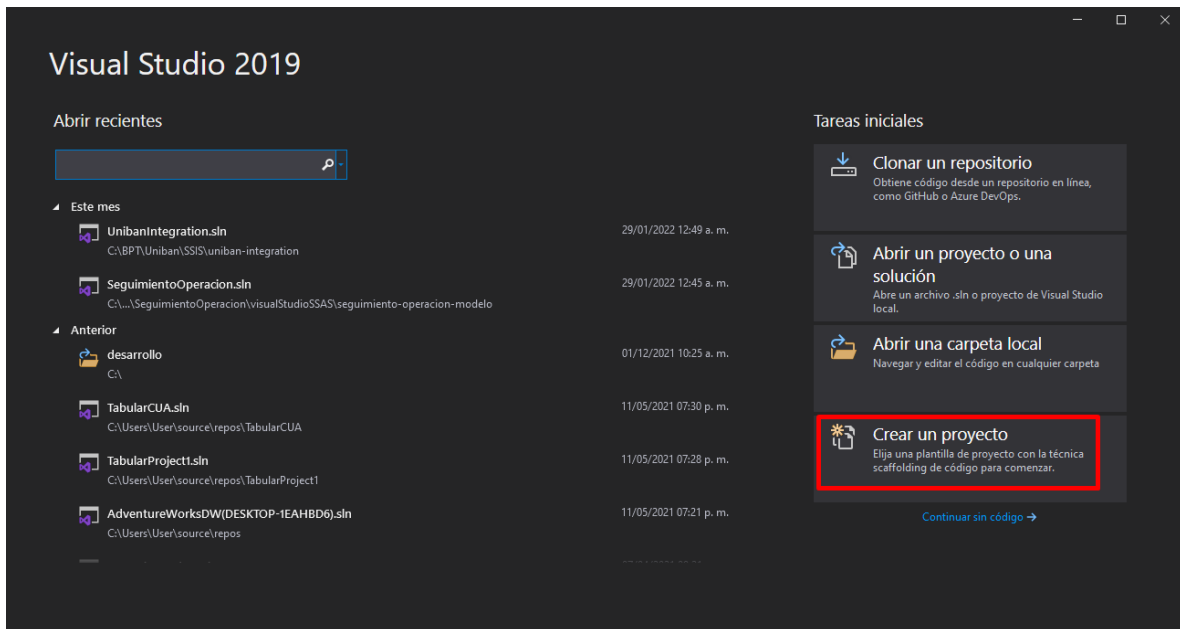 Visual Studio 2019
Abrir recientes
Este mes
UnibanIntegration.sln
29/01/2022 12:49 a. m.
C:\BPT\Uniban\SSIS\uniban-integration
SeguimientoOperacion.sln
29/01/2022 12:45 a. m.
C:\...\SeguimientoOperacion\visualStudioSSAS\seguimiento-operacion-modelo
Anterior
desarrollo
01/12/2021 10:25 a. m.
C:\
TabularCUA.sln
11/05/2021 07:30 p. m.
C:\Users\User\source\repos\TabularCUA
TabularProject1.sln
11/05/2021 07:28 p. m.
C:\Users\User\source\repos\TabularProject1
AdventureWorksDW(DESKTOP-1EAHBD6).sln
11/05/2021 07:21 p. m.
C:\Users\User\source\repos
Tareas iniciales
Clonar un repositorio
Obtiene código desde un repositorio en línea,
como GitHub o Azure DevOps.
Abrir un proyecto o una
solución
Abre un archivo .sln o proyecto de Visual Studio
local.
Abrir una carpeta local
Navegar y editar el código en cualquier carpeta
Crear un proyecto
Elija una plantilla de proyecto con la técnica
scaffolding de código para comenzar.
Continuar sin código